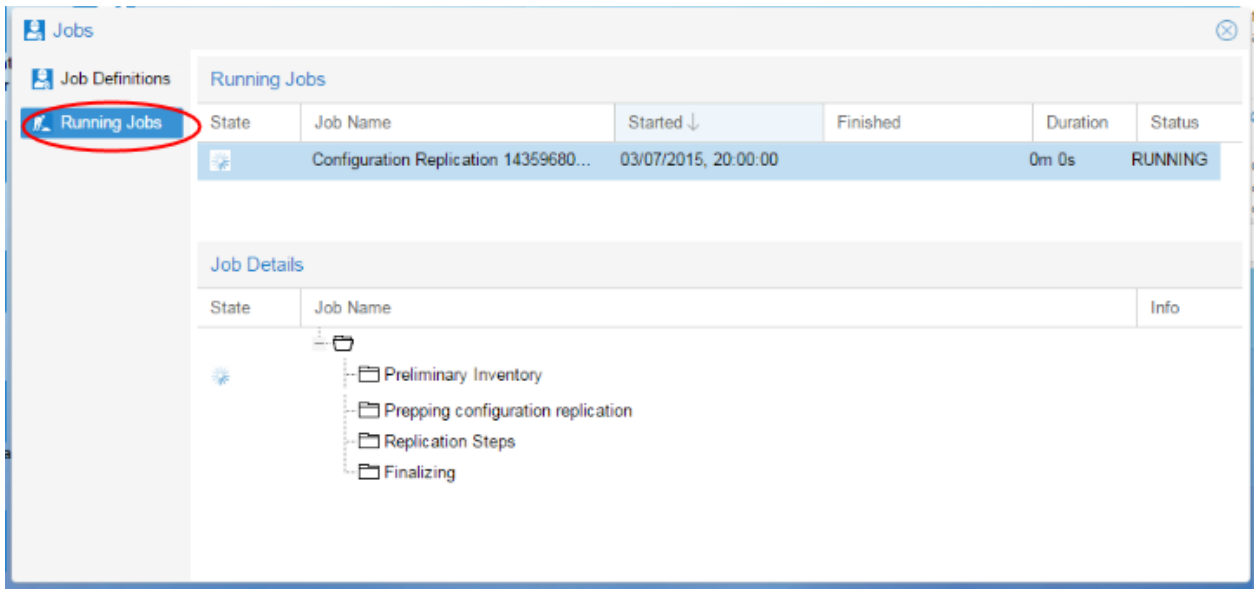 Jobs
Job Definitions
Running Jobs
Running Jobs
State Job Name Started ↓ Finished Duration Status
Configuration Replication 14359680... 03/07/2015, 20:00:00 0m 0s RUNNING
Job Details
State Job Name Info
Preliminary Inventory
Prepping configuration replication
Replication Steps
Finalizing